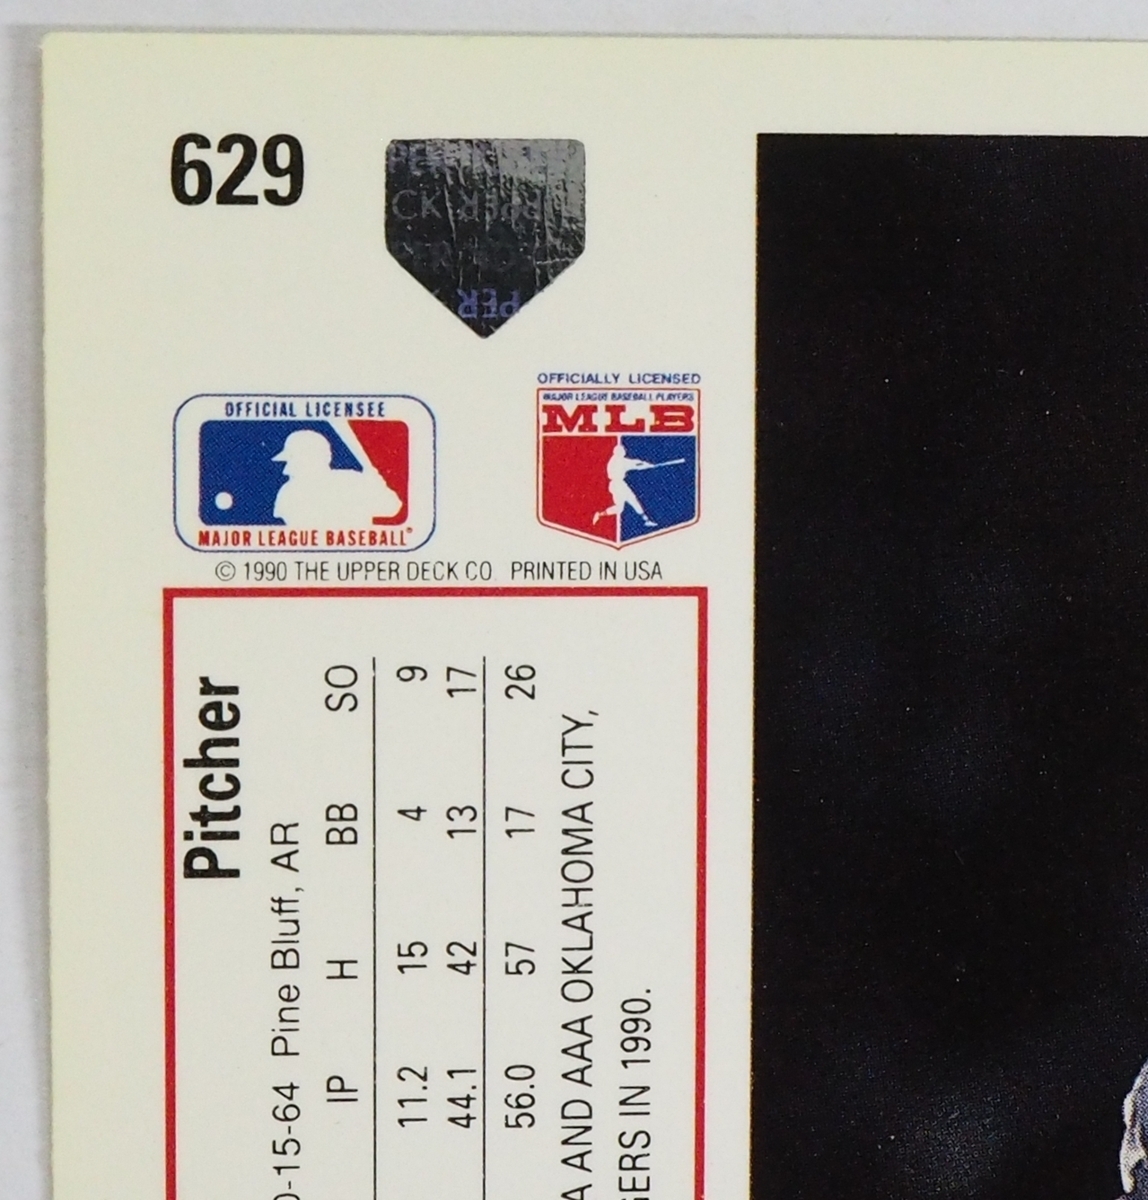 629
OFFICIAL LICENSEE
MAJOR LEAGUE BASEBALL®
OFFICIALLY LICENSED
MAJOR LEAGUE BASEBALL PLAYERS
MLB
© 1990 THE UPPER DECK CO. PRINTED IN USA
Pitcher
-15-64 Pine Bluff, AR
IP H BB SO
11.2 15 4 9
44.1 42 13 17
56.0 57 17 26
A AND AAA OKLAHOMA CITY,
GERS IN 1990.